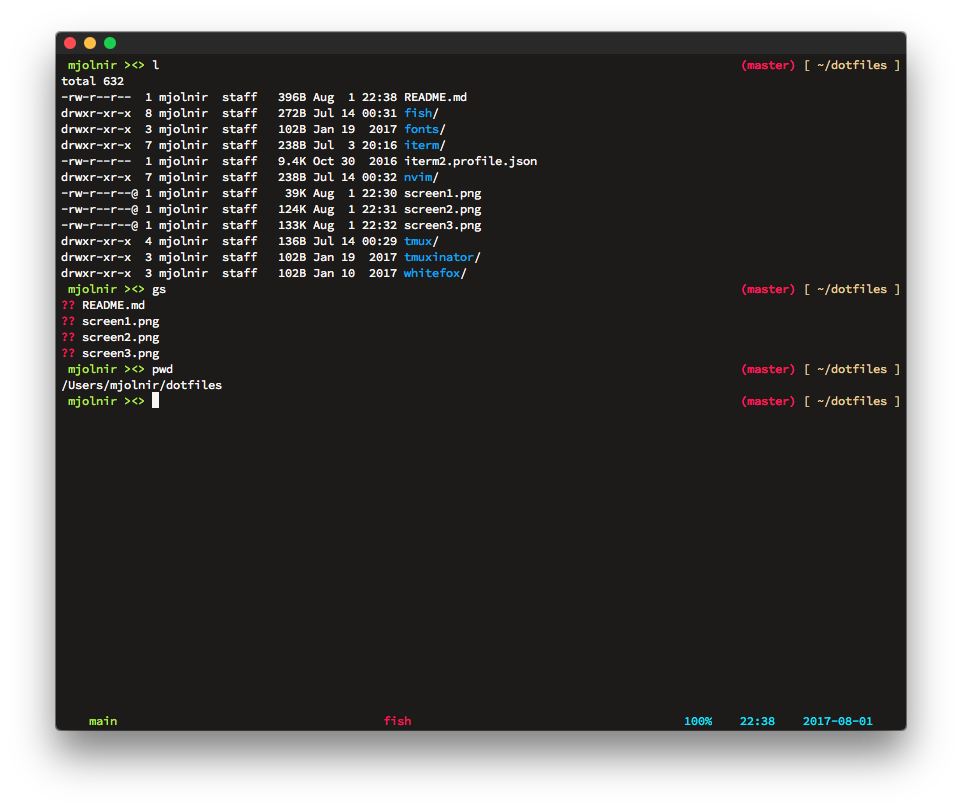 mjolnir ><> l (master) [ ~/dotfiles ]
total 632
-rw-r--r--  1 mjolnir  staff   396B Aug  1 22:38 README.md
drwxr-xr-x  8 mjolnir  staff   272B Jul 14 00:31 fish/
drwxr-xr-x  3 mjolnir  staff   102B Jan 19  2017 fonts/
drwxr-xr-x  7 mjolnir  staff   238B Jul  3 20:16 iterm/
-rw-r--r--  1 mjolnir  staff   9.4K Oct 30  2016 iterm2.profile.json
drwxr-xr-x  7 mjolnir  staff   238B Jul 14 00:32 nvim/
-rw-r--r--@ 1 mjolnir  staff    39K Aug  1 22:30 screen1.png
-rw-r--r--@ 1 mjolnir  staff   124K Aug  1 22:31 screen2.png
-rw-r--r--@ 1 mjolnir  staff   133K Aug  1 22:32 screen3.png
drwxr-xr-x  4 mjolnir  staff   136B Jul 14 00:29 tmux/
drwxr-xr-x  3 mjolnir  staff   102B Jan 19  2017 tmuxinator/
drwxr-xr-x  3 mjolnir  staff   102B Jan 10  2017 whitefox/
mjolnir ><> gs (master) [ ~/dotfiles ]
?? README.md
?? screen1.png
?? screen2.png
?? screen3.png
mjolnir ><> pwd (master) [ ~/dotfiles ]
/Users/mjolnir/dotfiles
mjolnir ><> (master) [ ~/dotfiles ]
main fish 100% 22:38 2017-08-01